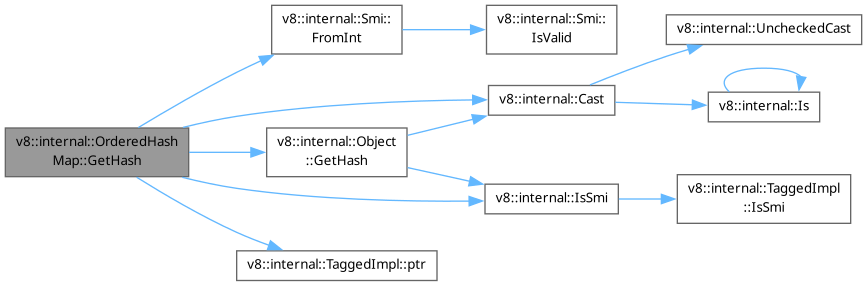 v8::internal::OrderedHash
Map::GetHash
v8::internal::Smi::
FromInt
v8::internal::Smi::
IsValid
v8::internal::Cast
v8::internal::UncheckedCast
v8::internal::Is
v8::internal::Object
::GetHash
v8::internal::IsSmi
v8::internal::TaggedImpl
::IsSmi
v8::internal::TaggedImpl::ptr